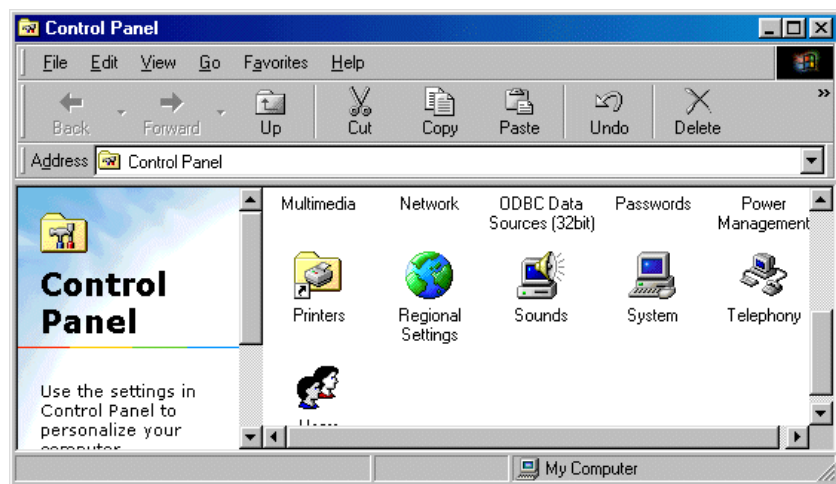 Control Panel
File Edit View Go Favorites Help
Back Forward Up Cut Copy Paste Undo Delete »
Address Control Panel
Control
Panel
Use the settings in
Control Panel to
personalize your
Multimedia Network ODBC Data Passwords Power
Sources (32bit) Management
Printers Regional Sounds System Telephony
Settings
My Computer